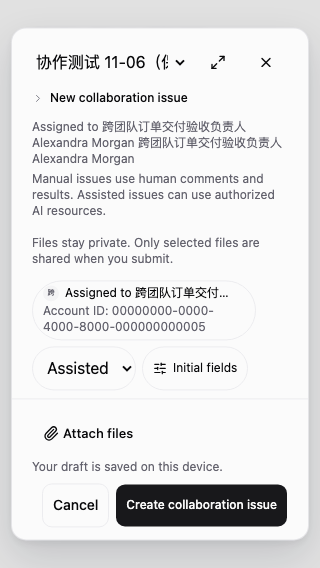 协作测试 11-06（
New collaboration issue
Assigned to 跨团队订单交付验收负责人
Alexandra Morgan 跨团队订单交付验收负责人
Alexandra Morgan
Manual issues use human comments and
results. Assisted issues can use authorized
AI resources.
Files stay private. Only selected files are
shared when you submit.
跨 Assigned to 跨团队订单交付...
Account ID: 00000000-0000-
4000-8000-000000000005
Assisted
Initial fields
Attach files
Your draft is saved on this device.
Cancel
Create collaboration issue